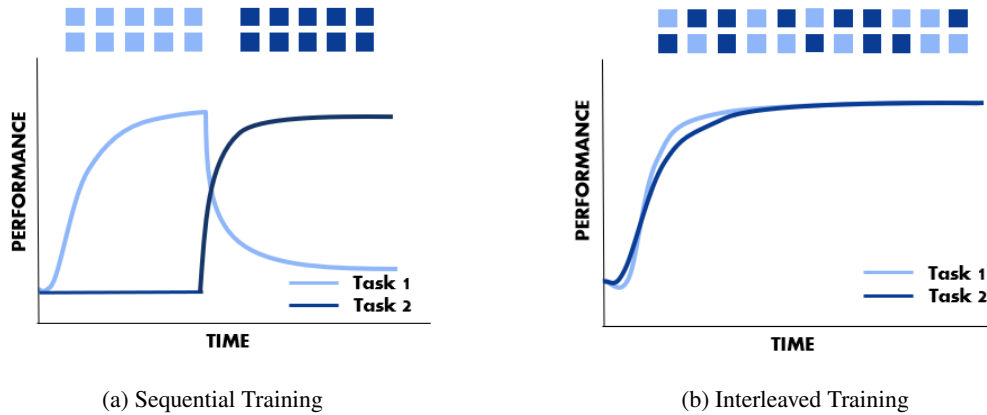 PERFORMANCE
Task 1
Task 2
TIME
(a) Sequential Training
PERFORMANCE
Task 1
Task 2
TIME
(b) Interleaved Training